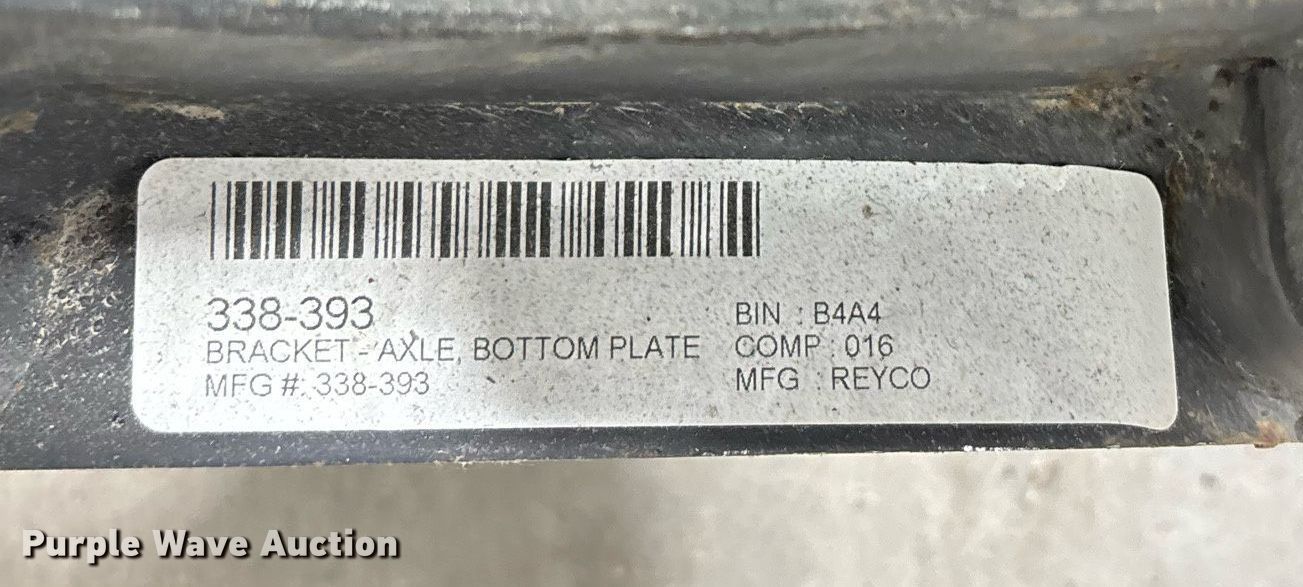 338-393
BRACKET - AXLE, BOTTOM PLATE
MFG #: 338-393
BIN : B4A4
COMP : 016
MFG : REYCO
Purple Wave Auction